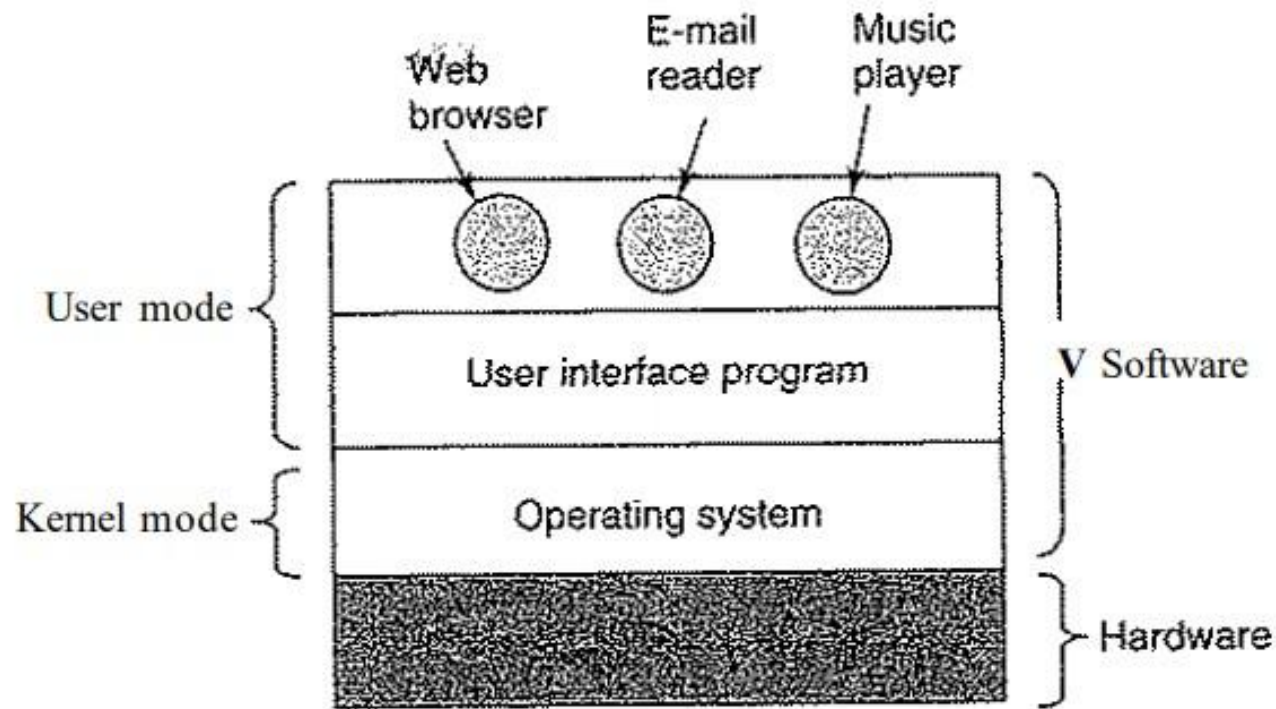 Web
browser
E-mail
reader
Music
player
User mode
User interface program
V Software
Kernel mode
Operating system
Hardware